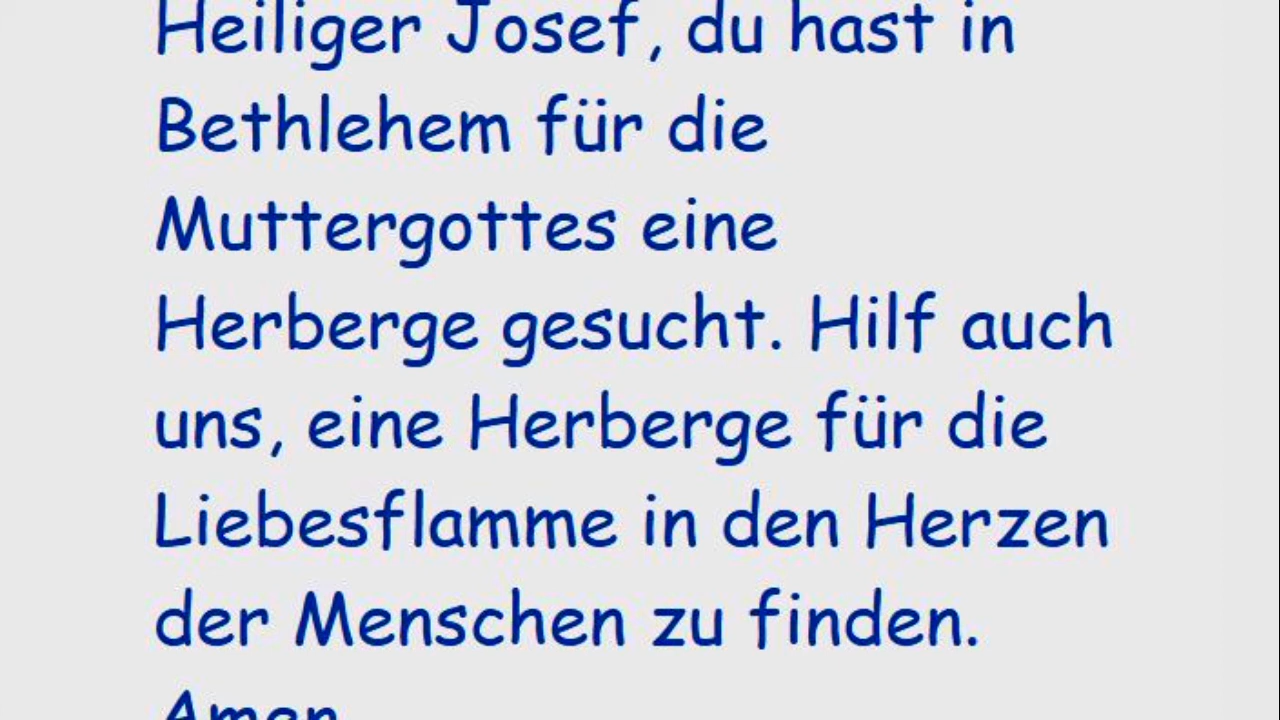 Heiliger Josef, du hast in
Bethlehem für die
Muttergottes eine
Herberge gesucht. Hilf auch
uns, eine Herberge für die
Liebesflamme in den Herzen
der Menschen zu finden.
Amen